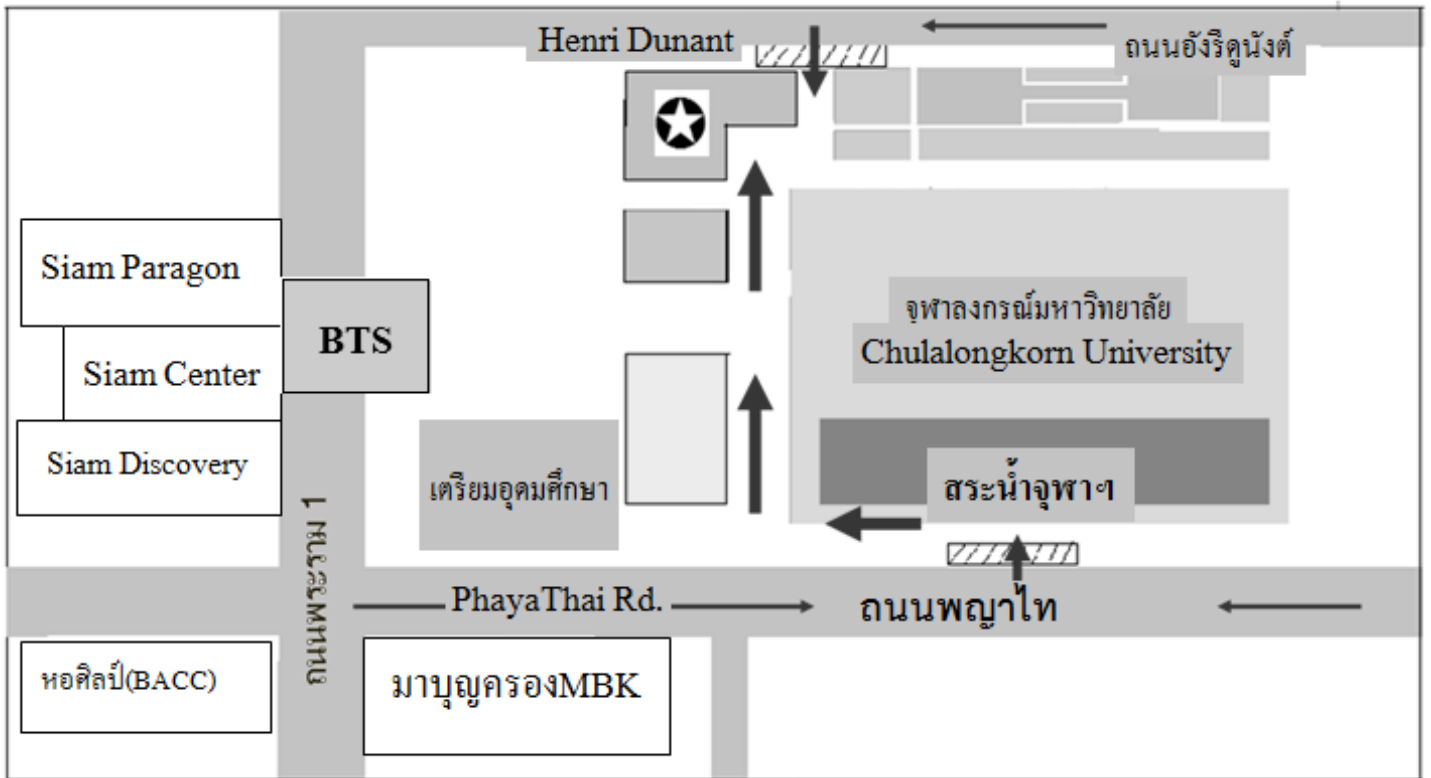 Henri Dunant
ถนนอังรีดูนังต์
Siam Paragon
BTS
Siam Center
Siam Discovery
จุฬาลงกรณ์มหาวิทยาลัย
Chulalongkorn University
เตรียมอุดมศึกษา
สระน้ำจุฬาฯ
ถนนพระราม 1
PhayaThai Rd.
ถนนพญาไท
หอศิลป์(BACC)
มาบุญครองMBK